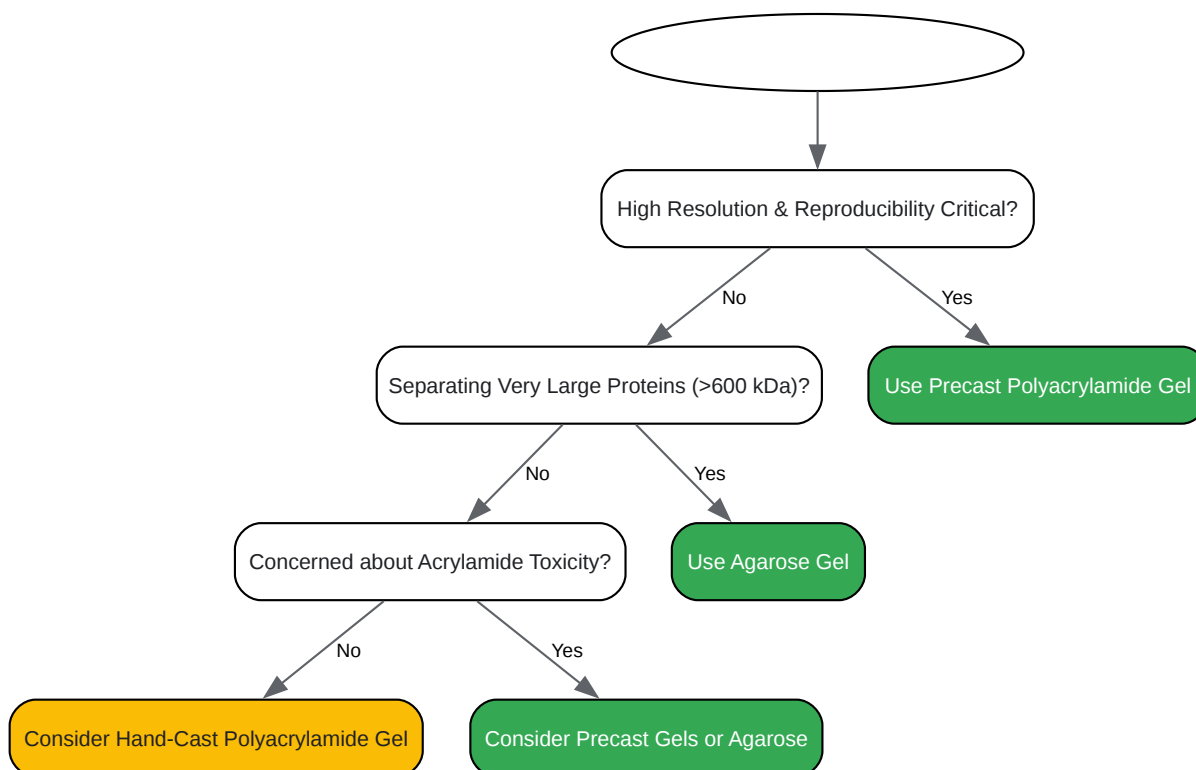 High Resolution & Reproducibility Critical?
No
Yes
Separating Very Large Proteins (>600 kDa)?
Use Precast Polyacrylamide Gel
No
Yes
Concerned about Acrylamide Toxicity?
Use Agarose Gel
No
Yes
Consider Hand-Cast Polyacrylamide Gel
Consider Precast Gels or Agarose